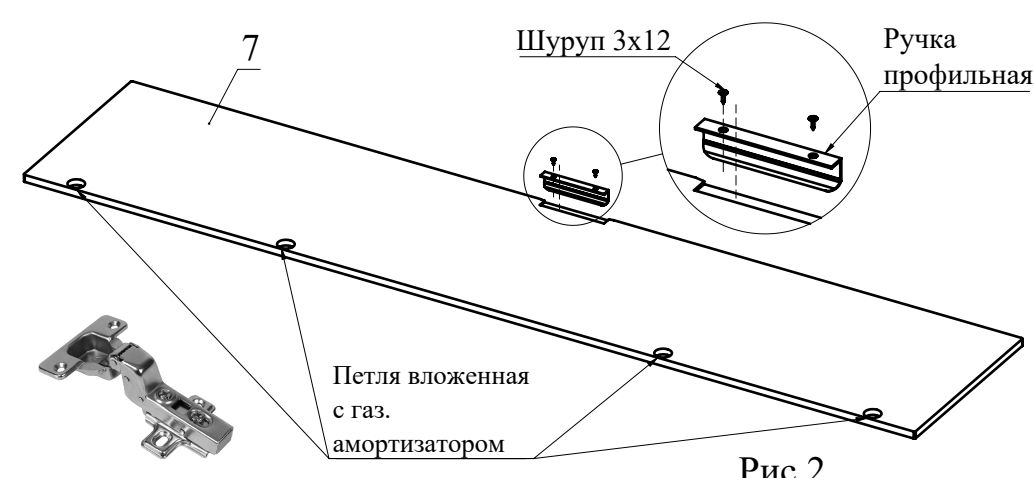 7
Шуруп 3х12
Ручка
профильная
Петля вложенная
с газ.
амортизатором
Рис.2